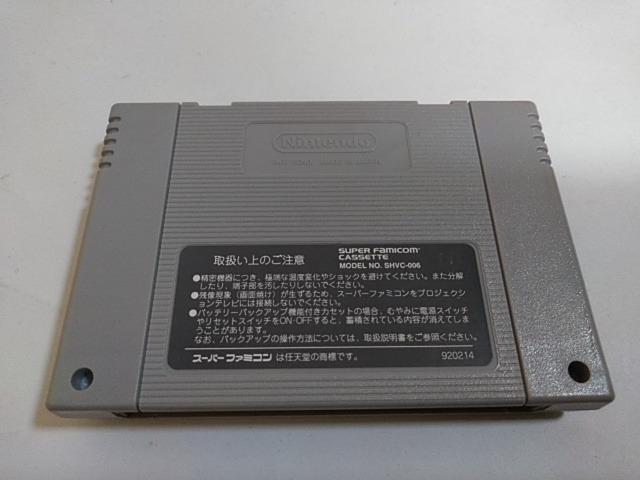 Nintendo
PAT. PEND. MADE IN JAPAN
取扱い上のご注意
SUPER FAMICOM
CASSETTE
MODEL NO. SHVC-006
●精密機器につき、極端な温度変化やショックを避けてください。また分解
したり、端子部を汚したりしないでください。
●残像現象（画面焼け）が生ずるため、スーパーファミコンをプロジェクシ
ョンテレビには接続しないでください。
●バッテリーバックアップ機能付きカセットの場合、むやみに電源スイッチ
やリセットスイッチをON・OFFすると、蓄積されている内容が消えてしま
うことがあります。
なお、バックアップの操作方法については、取扱説明書をご参照ください。
スーパーファミコン は任天堂の商標です。
920214